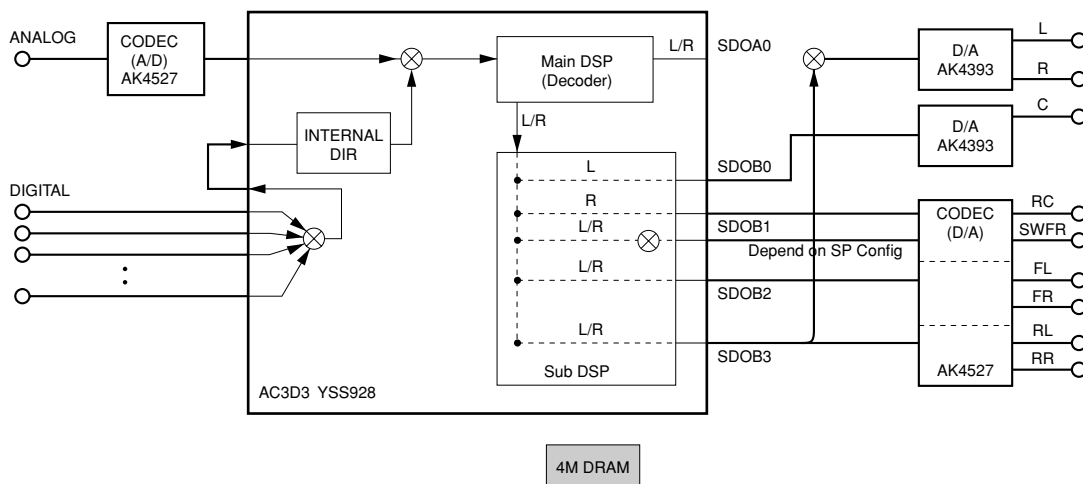 ANALOG
CODEC
(A/D)
AK4527
L/R
SDOA0
Main DSP
(Decoder)
L/R
INTERNAL
DIR
DIGITAL
:
AC3D3 YSS928
L
R
L/R
L/R
L/R
Sub DSP
SDOB0
SDOB1
Depend on SP Config
SDOB2
SDOB3
D/A
AK4393
L
R
D/A
AK4393
C
CODEC
(D/A)
AK4527
RC
SWFR
FL
FR
RL
RR
4M DRAM